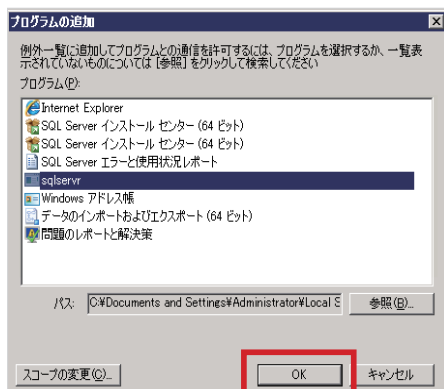 プログラムの追加
例外一覧に追加してプログラムとの通信を許可するには、プログラムを選択するか、一覧表
示されていないものについては [参照] をクリックして検索してください
プログラム(P):
Internet Explorer
SQL Server インストール センター (64 ビット)
SQL Server インストール センター (64 ビット)
SQL Server エラーと使用状況レポート
sqlservr
Windows アドレス帳
データのインポートおよびエクスポート (64 ビット)
問題のレポートと解決策
パス: C:¥Documents and Settings¥Administrator¥Local S 参照(B)...
スコープの変更(C)... OK キャンセル